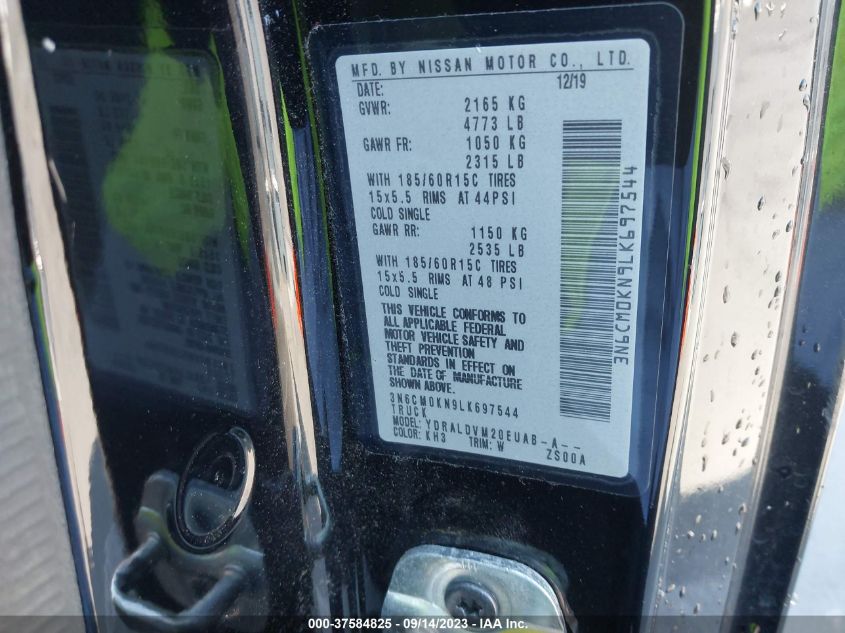 MFD. BY NISSAN MOTOR CO., LTD.
DATE: 12/19
GVWR: 2165 KG
4773 LB
GAWR FR: 1050 KG
2315 LB
WITH 185/60R15C TIRES
15x5.5 RIMS AT 44PSI
COLD SINGLE
GAWR RR: 1150 KG
2535 LB
WITH 185/60R15C TIRES
15x5.5 RIMS AT 48 PSI
COLD SINGLE
THIS VEHICLE CONFORMS TO
ALL APPLICABLE FEDERAL
MOTOR VEHICLE SAFETY AND
THEFT PREVENTION
STANDARDS IN EFFECT ON
THE DATE OF MANUFACTURE
SHOWN ABOVE.
3N6CM0KN9LK697544
TRUCK
MODEL: YDRALDVM20EUAB-A--
COLOR: KH3 TRIM: W ZS00A
3N6CM0KN9LK697544
000-37584825 - 09/14/2023 - IAAI.COM